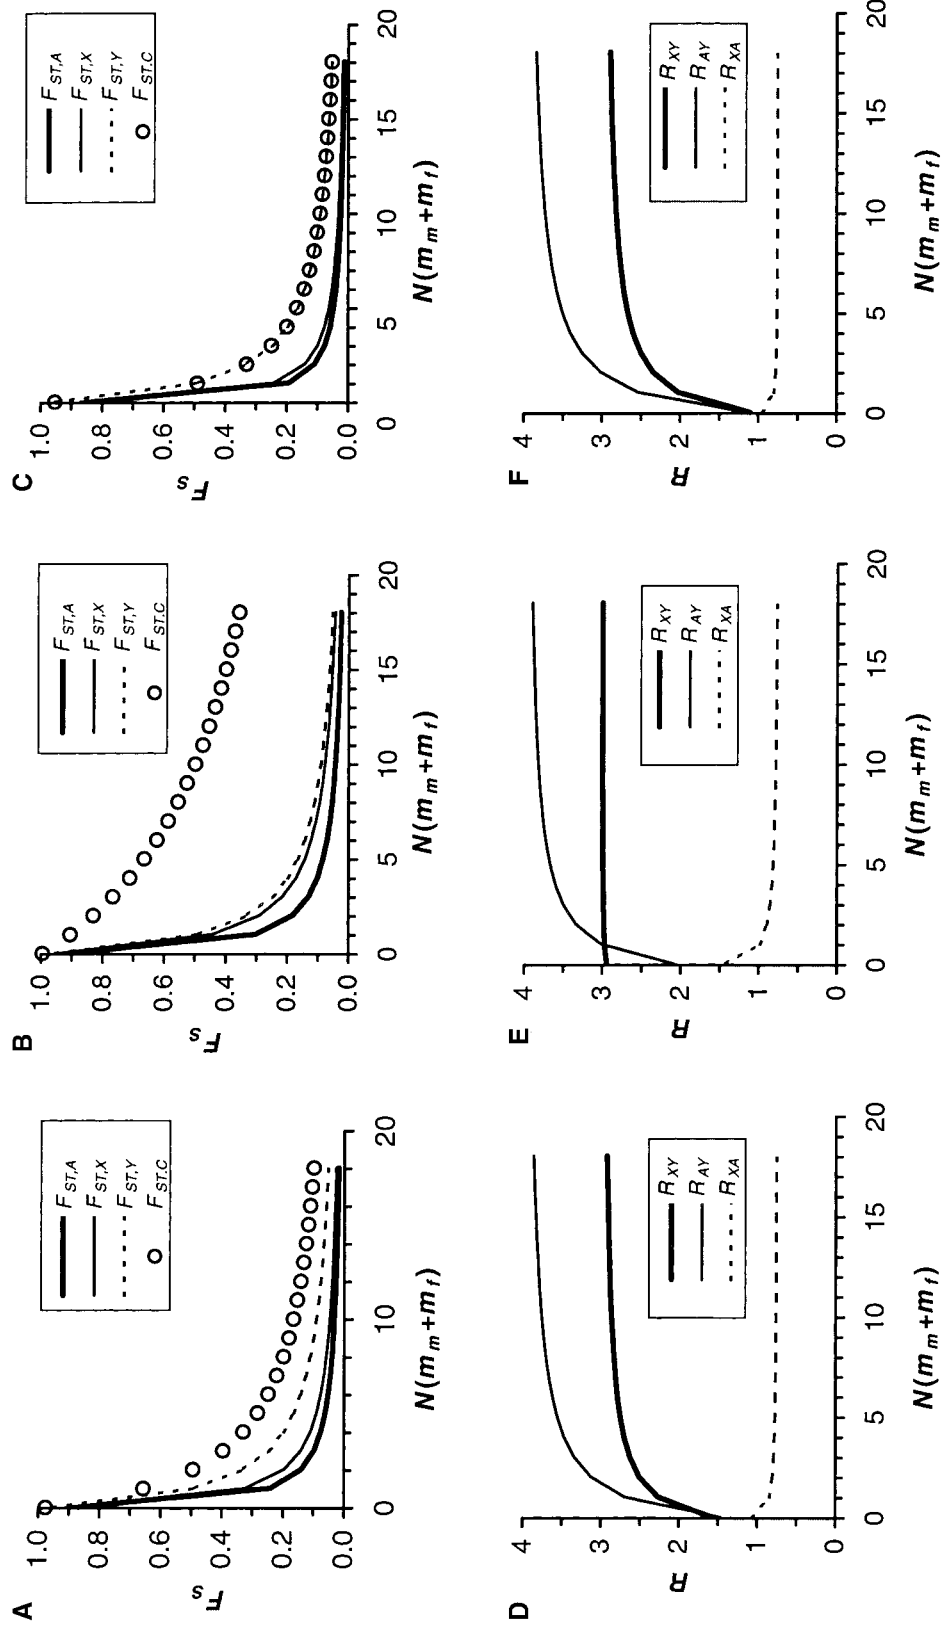 A
F_S
1.0
0.8
0.6
0.4
0.2
0.0
0
10
20
N(m_m+m_f)
F_ST,A
F_ST,X
F_ST,Y
F_ST.C
B
F_S
1.0
0.8
0.6
0.4
0.2
0.0
0
5
10
15
20
N(m_m+m_f)
F_ST,A
F_ST,X
F_ST,Y
F_ST.C
C
F_S
1.0
0.8
0.6
0.4
0.2
0.0
0
5
10
15
20
N(m_m+m_f)
F_ST,A
F_ST,X
F_ST,Y
F_ST.C
D
R
4
3
2
1
0
0
5
10
15
20
N(m_m+m_f)
R_XY
R_AY
R_XA
E
R
4
3
2
1
0
0
5
10
15
20
N(m_m+m_f)
R_XY
R_AY
R_XA
F
R
4
3
2
1
0
0
5
10
15
20
N(m_m+m_f)
R_XY
R_AY
R_XA